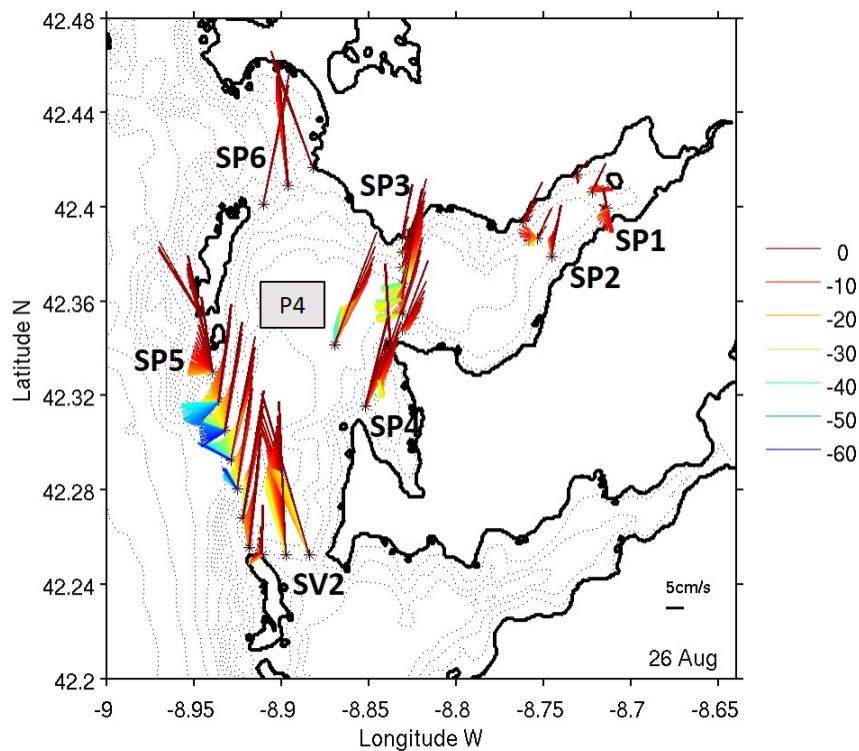 42.48
42.44
42.4
42.36
42.32
42.28
42.24
42.2
Latitude N
-9
-8.95
-8.9
-8.85
-8.8
-8.75
-8.7
-8.65
Longitude W
SP6
SP3
SP1
SP2
P4
SP5
SP4
SV2
5cm/s
26 Aug
0
-10
-20
-30
-40
-50
-60